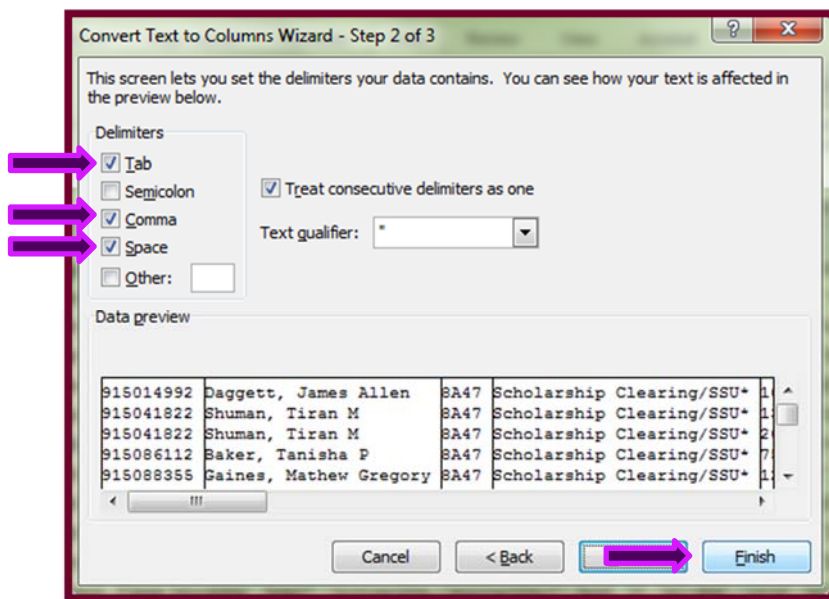 Convert Text to Columns Wizard - Step 2 of 3
This screen lets you set the delimiters your data contains. You can see how your text is affected in
the preview below.
Delimiters
Tab
Semicolon
Comma
Space
Other:
Treat consecutive delimiters as one
Text qualifier: "
Data preview
915014992 Daggett, James Allen 8A47 Scholarship Clearing/SSU*
915041822 Shuman, Tiran M 8A47 Scholarship Clearing/SSU*
915041822 Shuman, Tiran M 8A47 Scholarship Clearing/SSU*
915086112 Baker, Tanisha P 8A47 Scholarship Clearing/SSU*
915088355 Gaines, Mathew Gregory 8A47 Scholarship Clearing/SSU*
Cancel
< Back
Finish